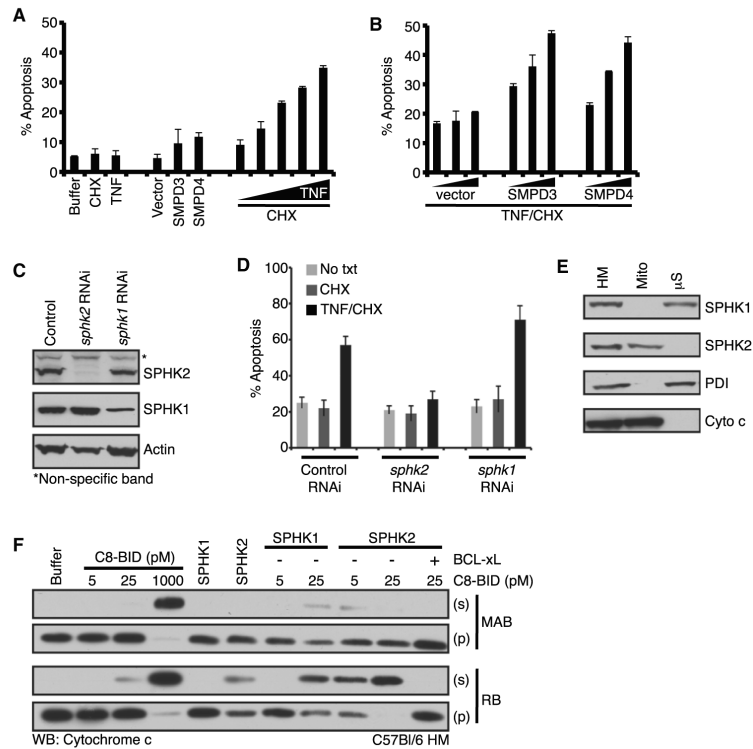 A
% Apoptosis
50
40
30
20
10
0
Buffer
CHX
TNF
Vector
SMPD3
SMPD4
TNF
CHX
B
% Apoptosis
50
40
30
20
10
0
vector
SMPD3
SMPD4
TNF/CHX
C
Control
sphk2 RNAi
sphk1 RNAi
*
SPHK2
SPHK1
Actin
*Non-specific band
D
% Apoptosis
100
80
60
40
20
0
No txt
CHX
TNF/CHX
Control RNAi
sphk2 RNAi
sphk1 RNAi
E
HM
Mito
μS
SPHK1
SPHK2
PDI
Cyto c
F
Buffer
C8-BID (pM)
5 25 1000
SPHK1
SPHK2
SPHK1
SPHK2
- - - - + BCL-xL
5 25 5 25 25 C8-BID (pM)
(s)
(p)
MAB
(s)
(p)
RB
WB: Cytochrome c
C57Bl/6 HM